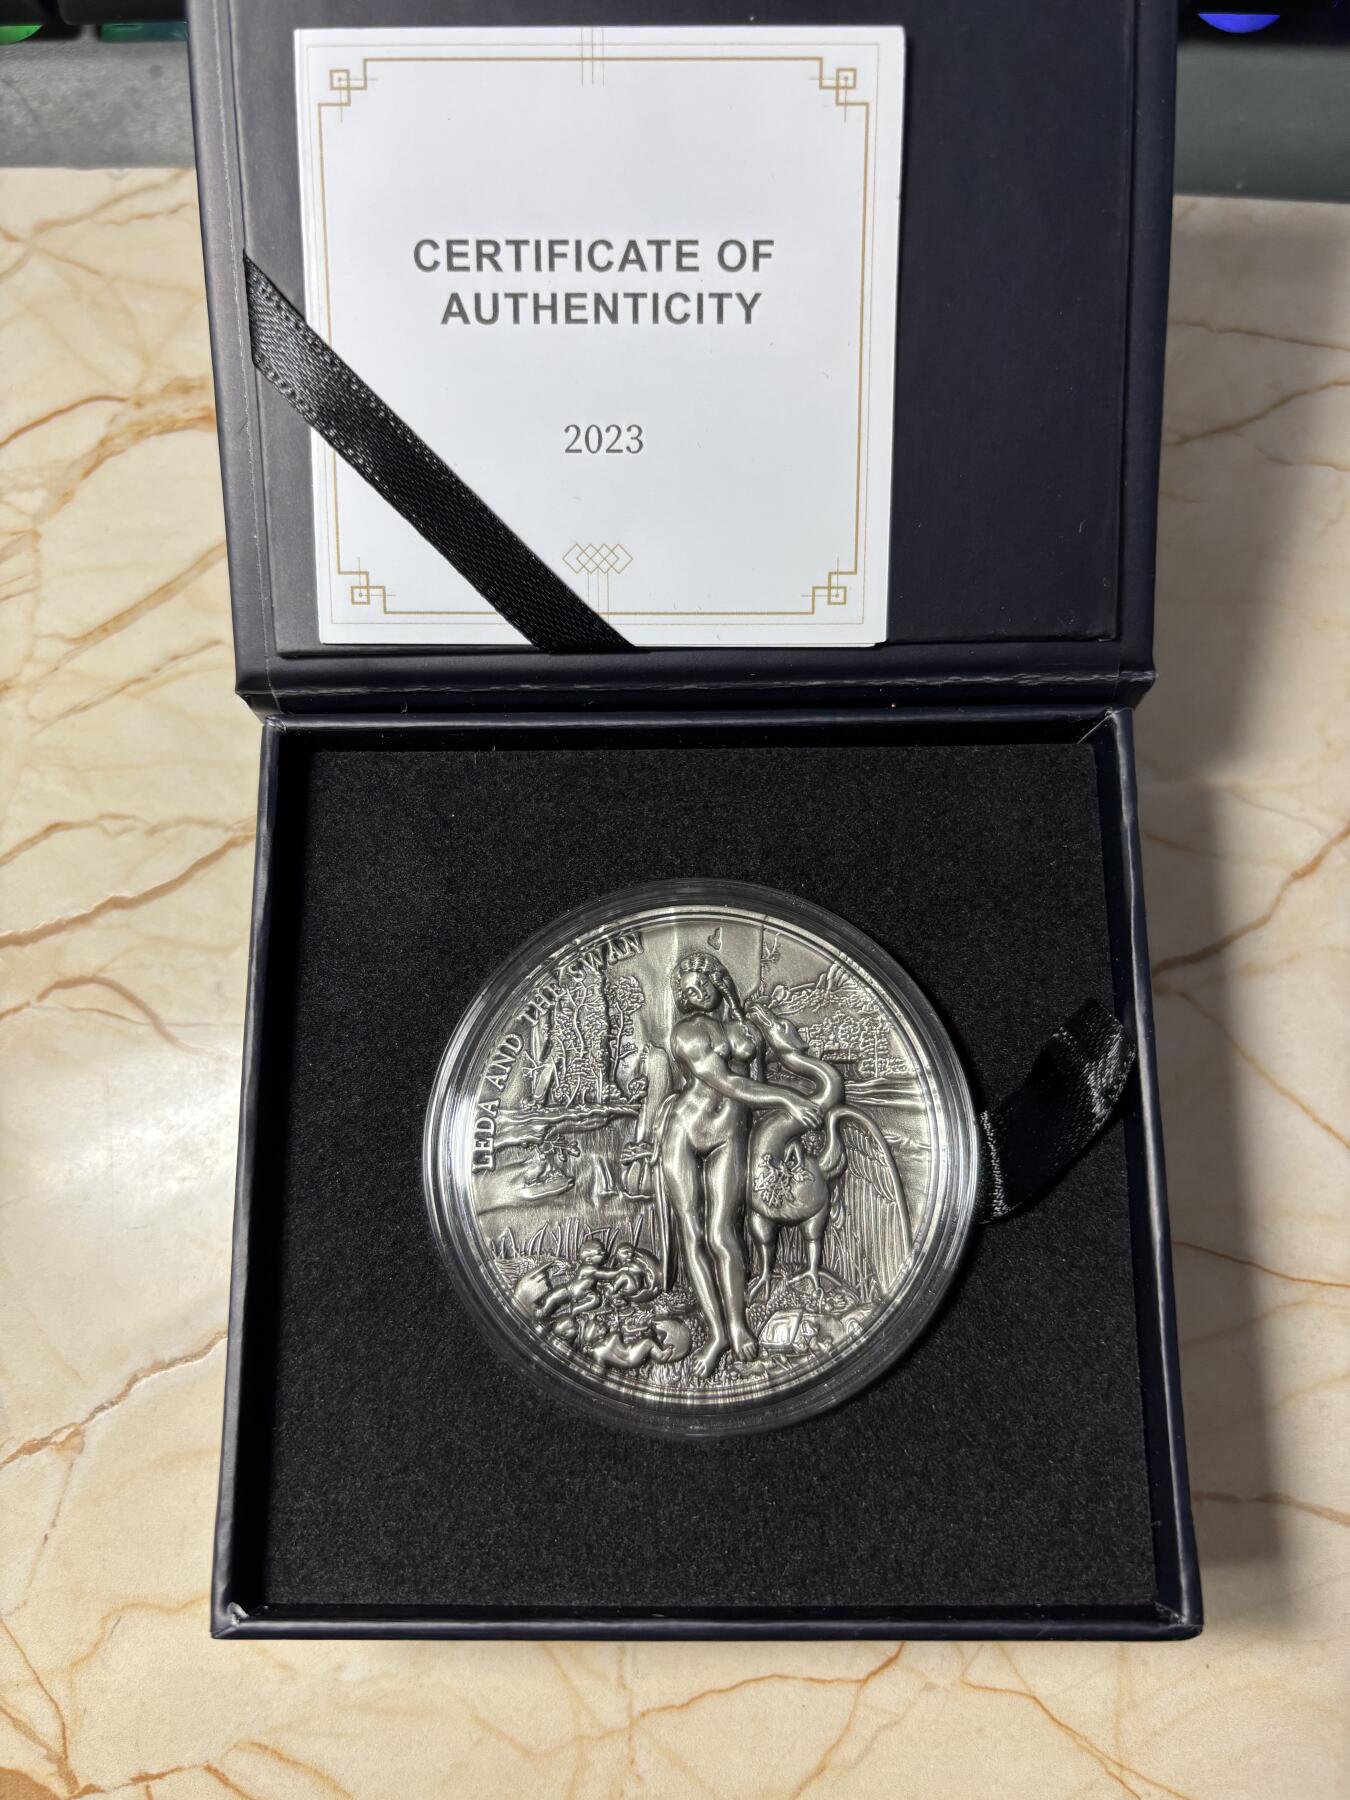 CERTIFICATE OF
AUTHENTICITY
2023
LEDA AND THE SWAN